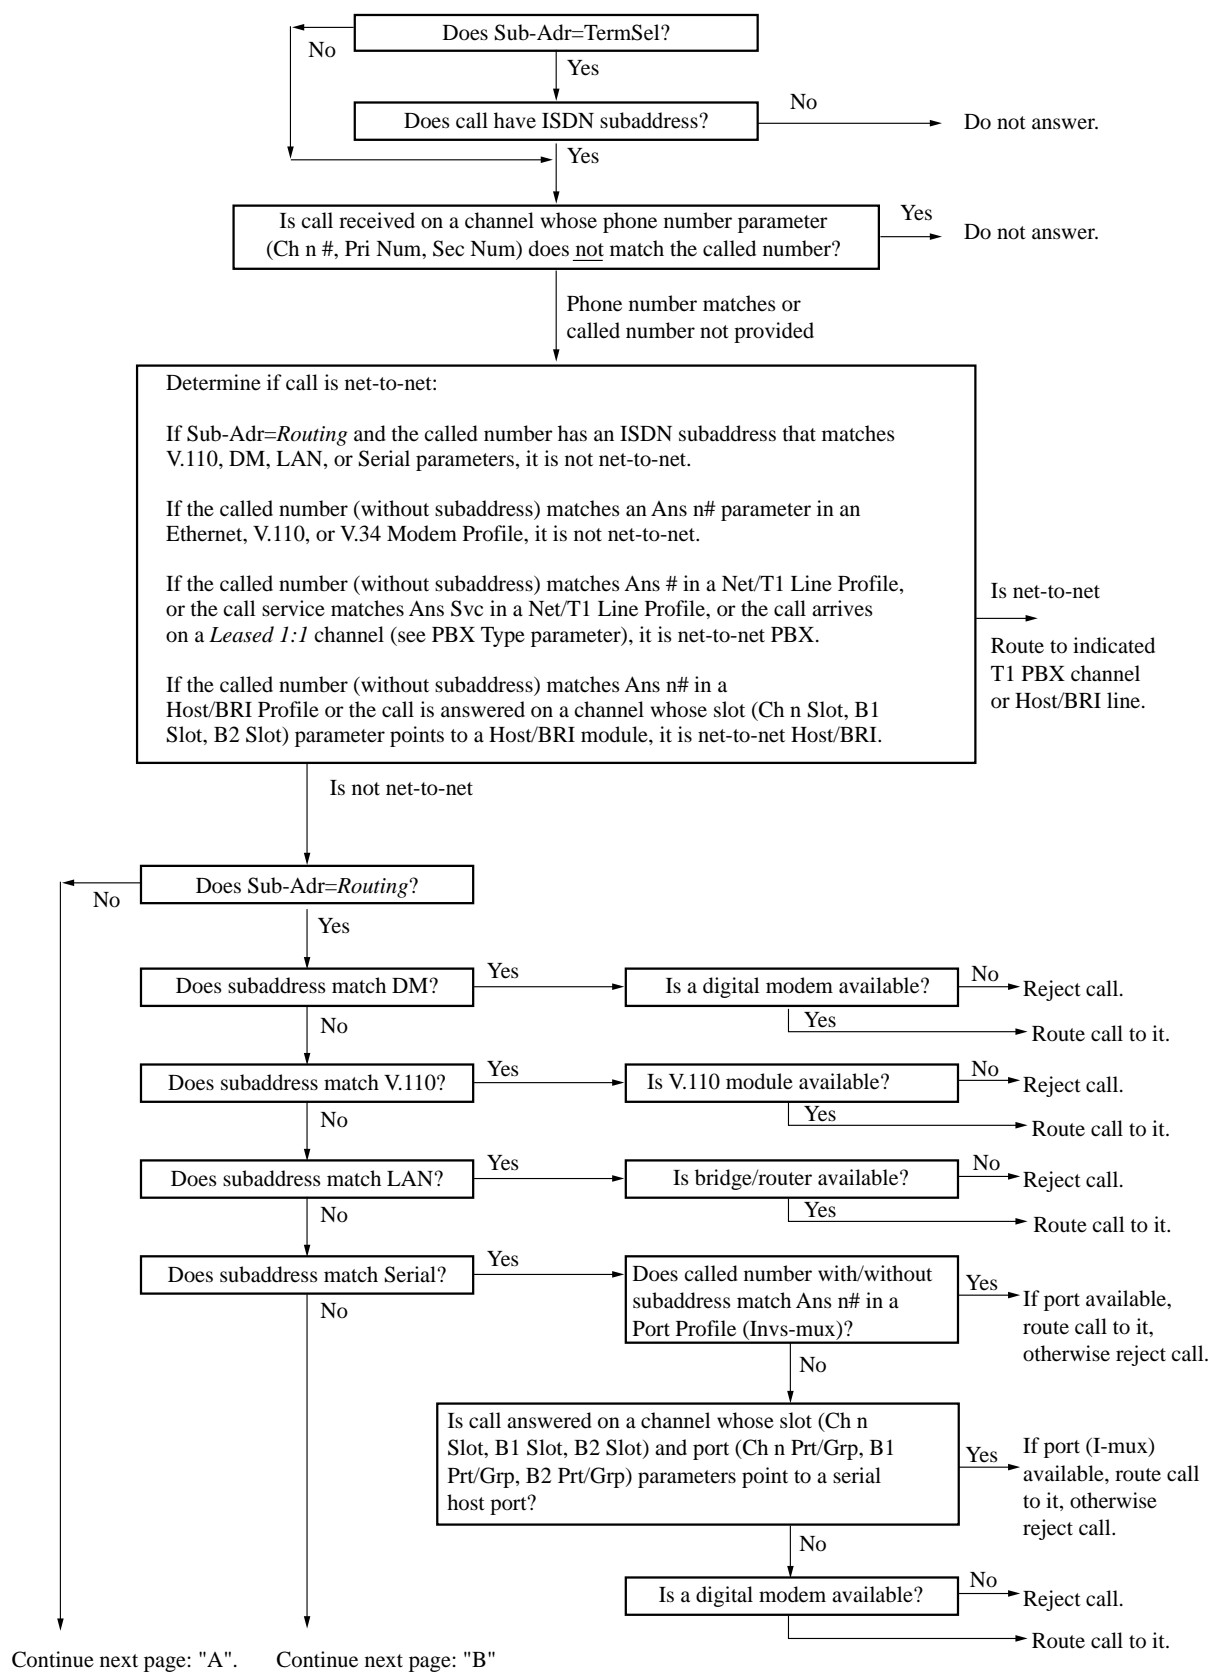 Does Sub-Adr=TermSel?
No
Yes
Does call have ISDN subaddress?
No
Do not answer.
Yes
Is call received on a channel whose phone number parameter
(Ch n #, Pri Num, Sec Num) does not match the called number?
Yes
Do not answer.
Phone number matches or
called number not provided
Determine if call is net-to-net:
If Sub-Adr=Routing and the called number has an ISDN subaddress that matches
V.110, DM, LAN, or Serial parameters, it is not net-to-net.
If the called number (without subaddress) matches an Ans n# parameter in an
Ethernet, V.110, or V.34 Modem Profile, it is not net-to-net.
If the called number (without subaddress) matches Ans # in a Net/T1 Line Profile,
or the call service matches Ans Svc in a Net/T1 Line Profile, or the call arrives
on a Leased 1:1 channel (see PBX Type parameter), it is net-to-net PBX.
If the called number (without subaddress) matches Ans n# in a
Host/BRI Profile or the call is answered on a channel whose slot (Ch n Slot, B1
Slot, B2 Slot) parameter points to a Host/BRI module, it is net-to-net Host/BRI.
Is net-to-net
Route to indicated
T1 PBX channel
or Host/BRI line.
Is not net-to-net
Does Sub-Adr=Routing?
No
Yes
Does subaddress match DM?
Yes
Is a digital modem available?
No
Reject call.
Yes
Route call to it.
No
Does subaddress match V.110?
Yes
Is V.110 module available?
No
Reject call.
Yes
Route call to it.
No
Does subaddress match LAN?
Yes
Is bridge/router available?
No
Reject call.
Yes
Route call to it.
No
Does subaddress match Serial?
Yes
Does called number with/without
subaddress match Ans n# in a
Port Profile (Invs-mux)?
Yes
If port available,
route call to it,
otherwise reject call.
No
No
Is call answered on a channel whose slot (Ch n
Slot, B1 Slot, B2 Slot) and port (Ch n Prt/Grp, B1
Prt/Grp, B2 Prt/Grp) parameters point to a serial
host port?
Yes
If port (I-mux)
available, route call
to it, otherwise
reject call.
No
Is a digital modem available?
No
Reject call.
Yes
Route call to it.
Continue next page: "A".
Continue next page: "B"